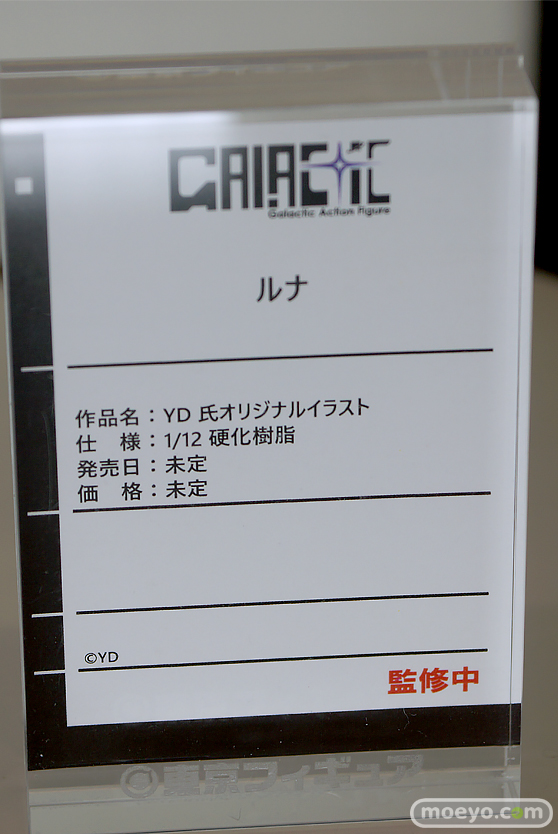 GALACTIC
Galactic Action Figure
ルナ
作品名：YD 氏オリジナルイラスト
仕　様：1/12 硬化樹脂
発売日：未定
価　格：未定
©YD
監修中
©東京フィギュア
moeyo.com